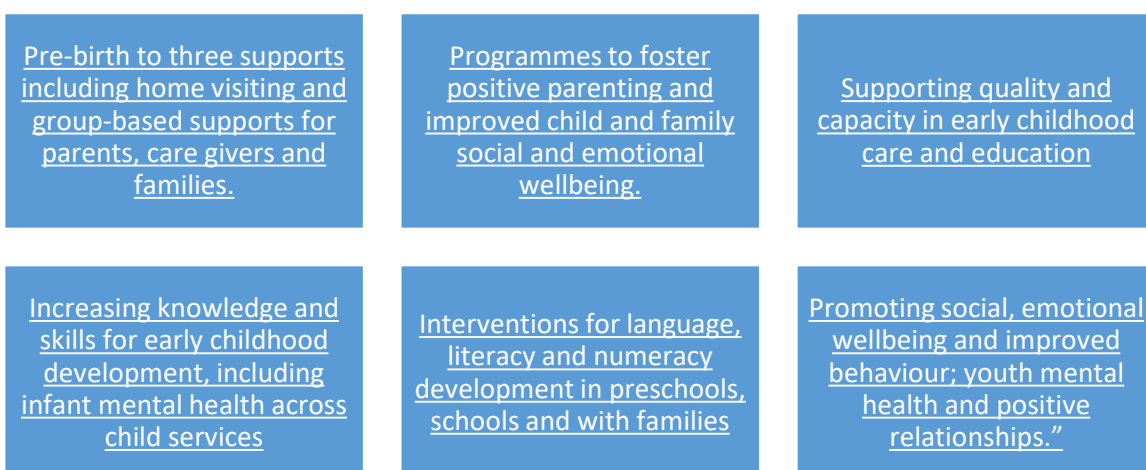 Pre-birth to three supports
including home visiting and
group-based supports for
parents, care givers and
families.
Programmes to foster
positive parenting and
improved child and family
social and emotional
wellbeing.
Supporting quality and
capacity in early childhood
care and education
Increasing knowledge and
skills for early childhood
development, including
infant mental health across
child services
Interventions for language,
literacy and numeracy
development in preschools,
schools and with families
Promoting social, emotional
wellbeing and improved
behaviour; youth mental
health and positive
relationships.”